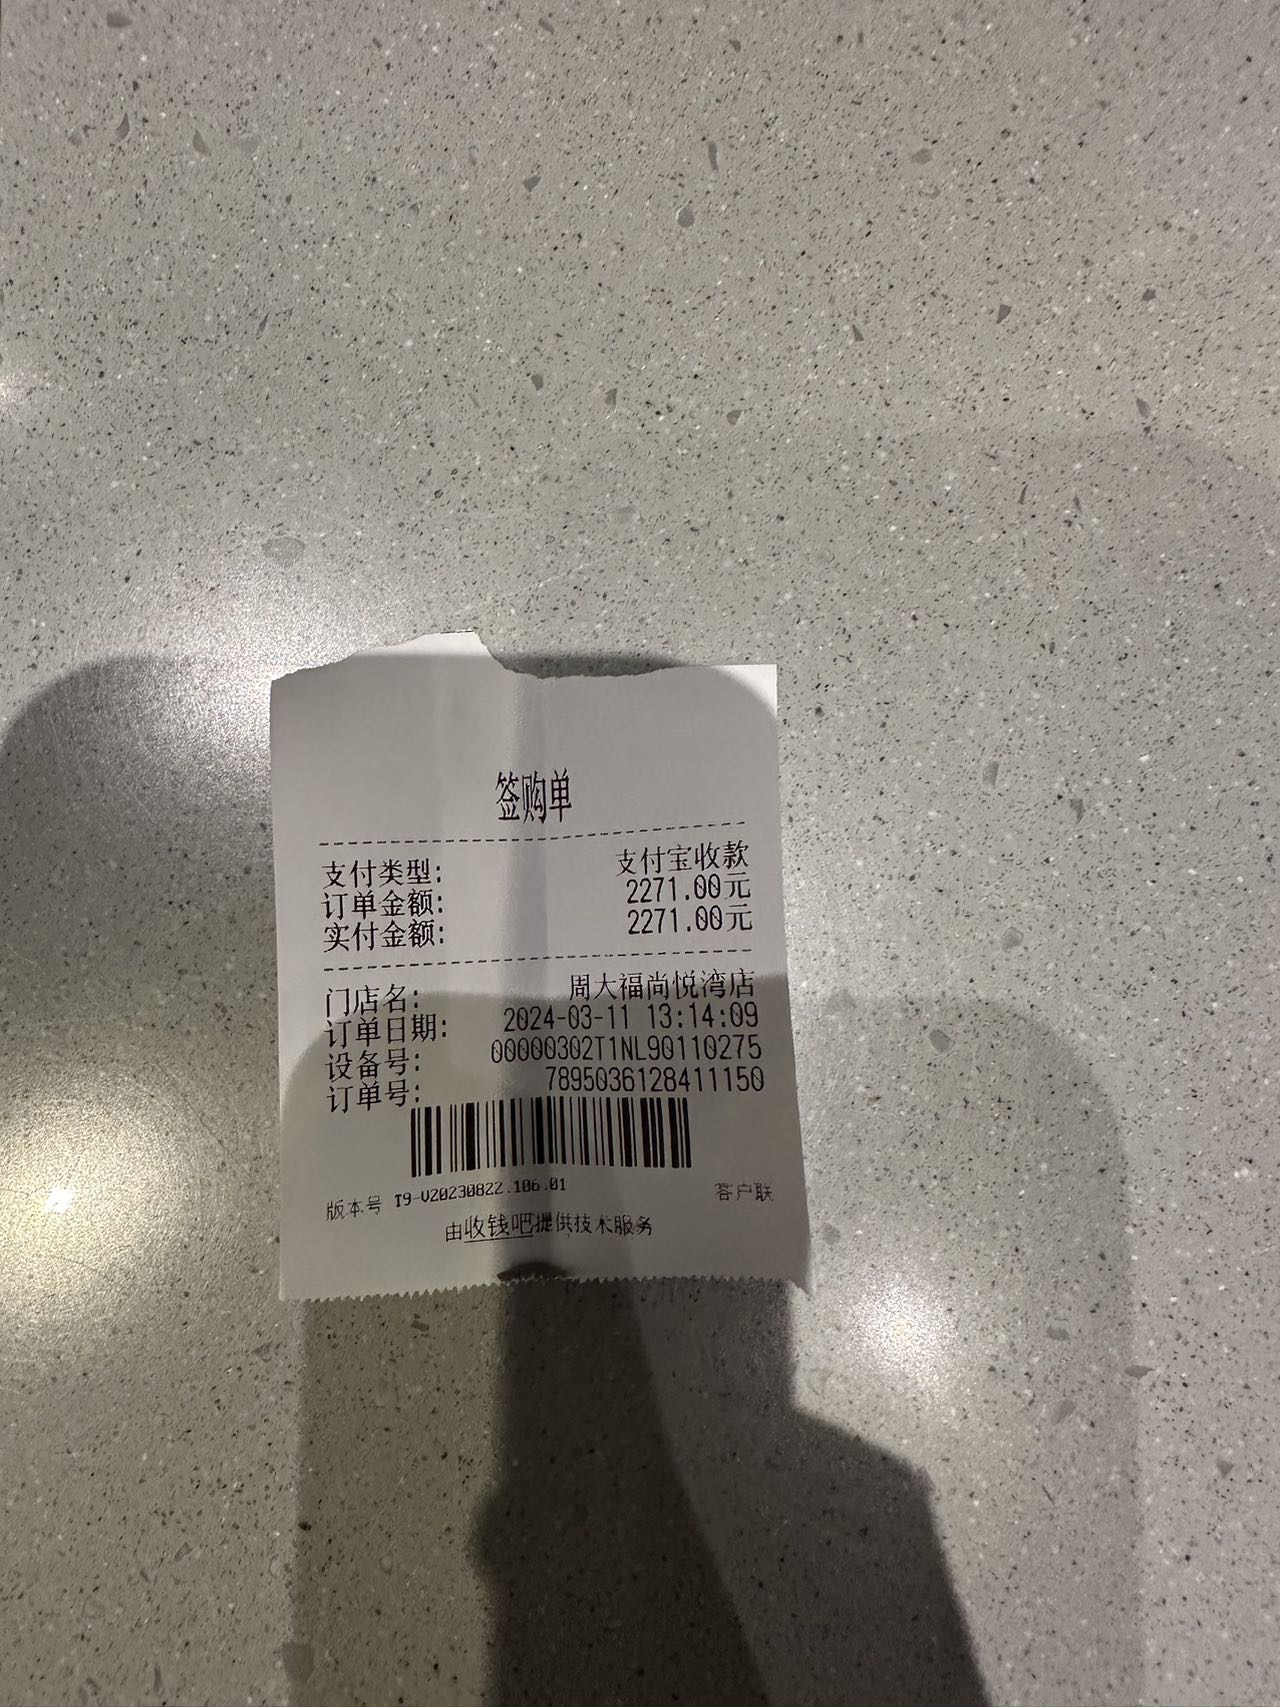 签购单
支付类型: 支付宝收款
订单金额: 2271.00元
实付金额: 2271.00元
门店名: 周大福尚悦湾店
订单日期: 2024-03-11 13:14:09
设备号: 00000302T1NL90110275
订单号: 7895036128411150
版本号 T9-V20230822.106.01 客户联
由收钱吧提供技术服务